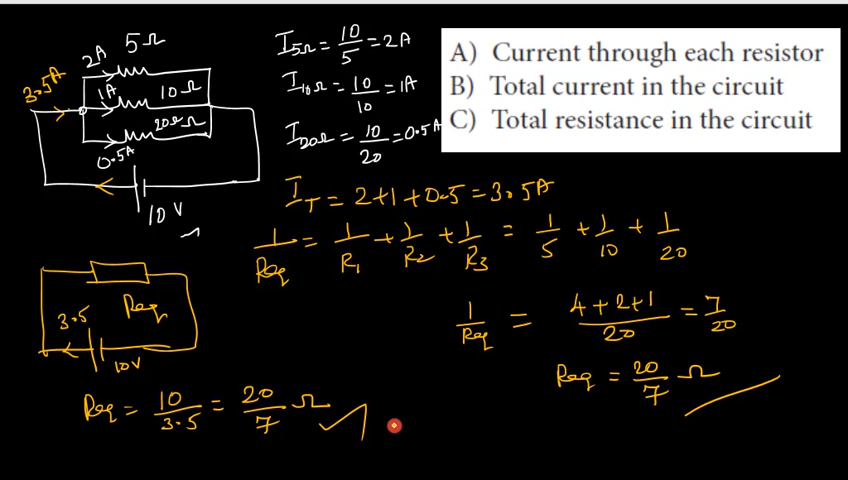 5Ω
2A
3.5A
1A
10Ω
20Ω
0.5A
10V
I5Ω = 10/5 = 2A
I10Ω = 10/10 = 1A
I20Ω = 10/20 = 0.5A
A) Current through each resistor
B) Total current in the circuit
C) Total resistance in the circuit
IT = 2+1+0.5 = 3.5A
1/Req = 1/R1 + 1/R2 + 1/R3 = 1/5 + 1/10 + 1/20
1/Req = 4+2+1/20 = 7/20
Req = 20/7 Ω
Req
3.5
10V
Req = 10/3.5 = 20/7 Ω